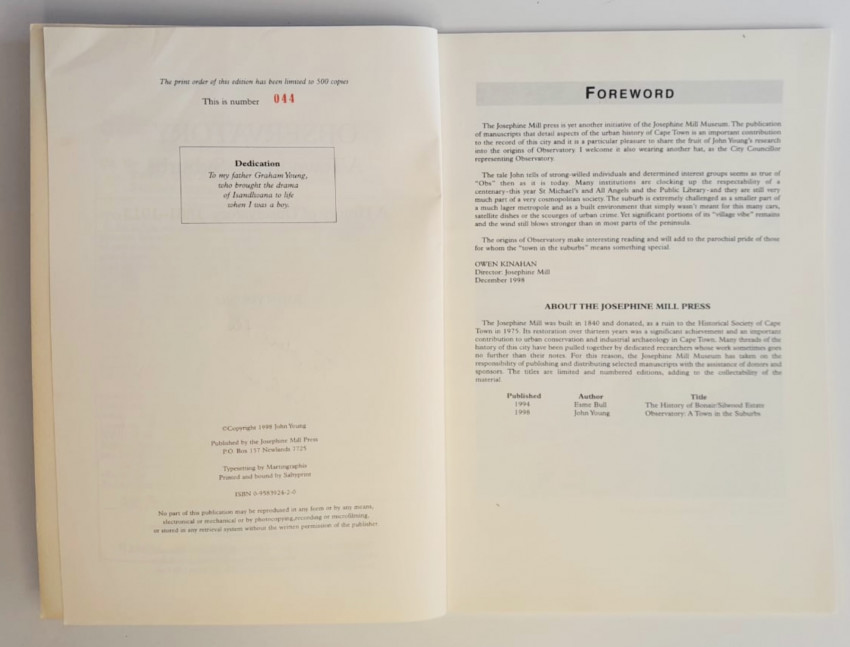 The print order of this edition has been limited to 500 copies
This is number 044
Dedication
To my father Graham Young,
who brought the drama
of Isandlwana to life
when I was a boy.
©Copyright 1998 John Young
Published by the Josephine Mill Press
P.O. Box 157 Newlands 7725
Typesetting by Martingraphix
Printed and bound by Salty print
ISBN 0-9583924-2-0
No part of this publication may be reproduced in any form or by any means,
electronical or mechanical or by photocopying,recording or microfilming,
or stored in any retrieval system without the written permission of the publisher
FOREWORD
The Josephine Mill press is yet another initiative of the Josephine Mill Museum. The publication
of manuscripts that detail aspects of the urban history of Cape Town is an important contribution
to the record of this city and it is a particular pleasure to share the fruit of John Young's research
into the origins of Observatory. I welcome it also wearing another hat, as the City Councillor
representing Observatory.
The tale John tells of strong-willed individuals and determined interest groups seems as true of
"Obs" then as it is today. Many institutions are clocking up the respectability of a
centenary–this year St Michael's and All Angels and the Public Library–and they are still very
much part of a very cosmopolitan society. The suburb is extremely challenged as a smaller part of
a much lager metropole and as a built environment that simply wasn't meant for this many cars,
satellite dishes or the scourges of urban crime. Yet significant portions of its "village vibe" remains
and the wind still blows stronger than in most parts of the peninsula.
The origins of Observatory make interesting reading and will add to the parochial pride of those
for whom the "town in the suburbs" means something special.
OWEN KINAHAN
Director: Josephine Mill
December 1998
ABOUT THE JOSEPHINE MILL PRESS
The Josephine Mill was built in 1840 and donated, as a ruin to the Historical Society of Cape
Town in 1975. Its restoration over thirteen years was a significant achievement and an important
contribution to urban conservation and industrial archaeology in Cape Town. Many threads of the
history of this city have been pulled together by dedicated researchers whose work sometimes goes
no further than their notes. For this reason, the Josephine Mill Museum has taken on the
responsibility of publishing and distributing selected manuscripts with the assistance of donors and
sponsors. The titles are limited and numbered editions, adding to the collectability of the
material.
Published Author Title
1994 Esme Bull The History of Bonair/Silwood Estate
1998 John Young Observatory: A Town in the Suburbs